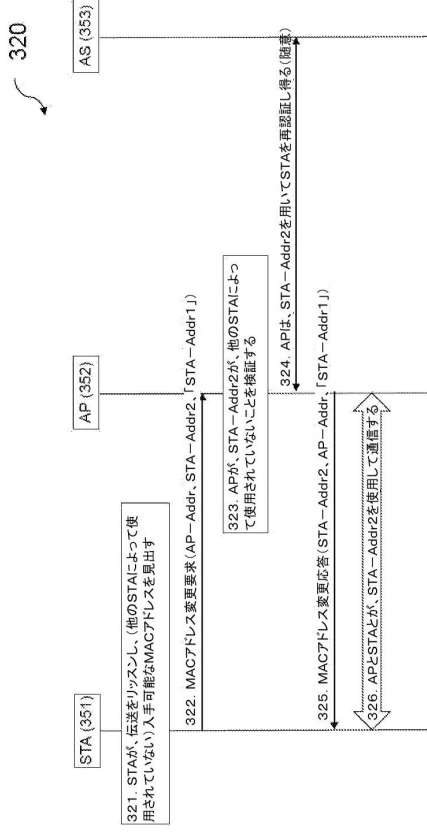 320
STA (351)
AP (352)
AS (353)
321. STAが、伝送をリッスンし、(他のSTAによって使
用されていない)入手可能なMACアドレスを見出す
322. MACアドレス変更要求(AP-Addr、STA-Addr2、「STA-Addr1」)
323. APが、STA-Addr2が、他のSTAによっ
て使用されていないことを検証する
324. APは、STA-Addr2を用いてSTAを再認証し得る(随意)
325. MACアドレス変更応答(STA-Addr2、AP-Addr、「STA-Addr1」)
326. APとSTAとが、STA-Addr2を使用して通信する